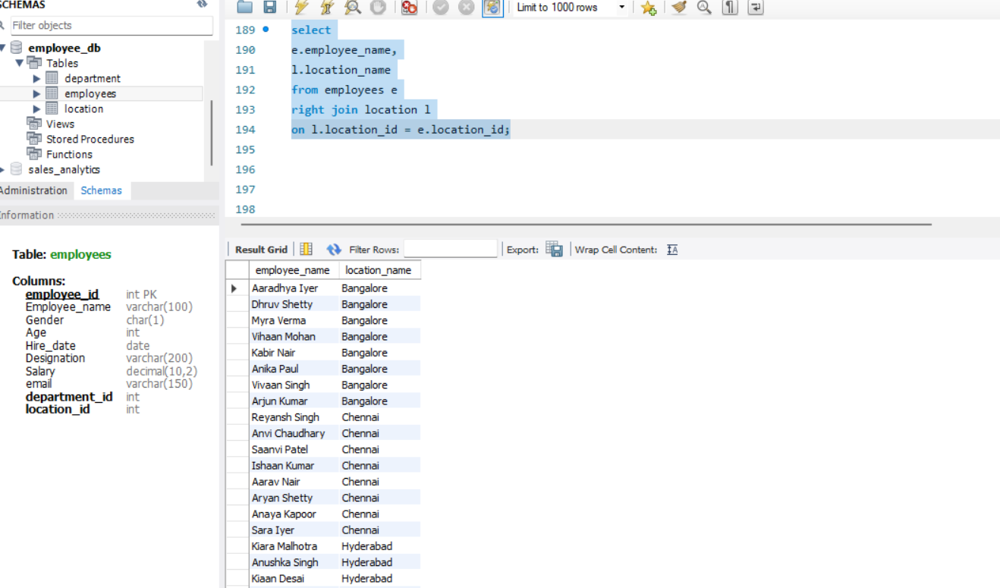 SCHEMAS
Filter objects
employee_db
Tables
department
employees
location
Views
Stored Procedures
Functions
sales_analytics
Administration Schemas
Information
Table: employees
Columns:
employee_id int PK
Employee_name varchar(100)
Gender char(1)
Age int
Hire_date date
Designation varchar(200)
Salary decimal(10,2)
email varchar(150)
department_id int
location_id int
Limit to 1000 rows
189 select
190 e.employee_name,
191 l.location_name
192 from employees e
193 right join location l
194 on l.location_id = e.location_id;
195
196
197
198
Result Grid Filter Rows: Export: Wrap Cell Content:
employee_name location_name
Aaradhya Iyer Bangalore
Dhruv Shetty Bangalore
Myra Verma Bangalore
Vihaan Mohan Bangalore
Kabir Nair Bangalore
Anika Paul Bangalore
Vivaan Singh Bangalore
Arjun Kumar Bangalore
Reyansh Singh Chennai
Anvi Chaudhary Chennai
Saanvi Patel Chennai
Ishaan Kumar Chennai
Aarav Nair Chennai
Aryan Shetty Chennai
Anaya Kapoor Chennai
Sara Iyer Chennai
Kiara Malhotra Hyderabad
Anushka Singh Hyderabad
Kiaan Desai Hyderabad